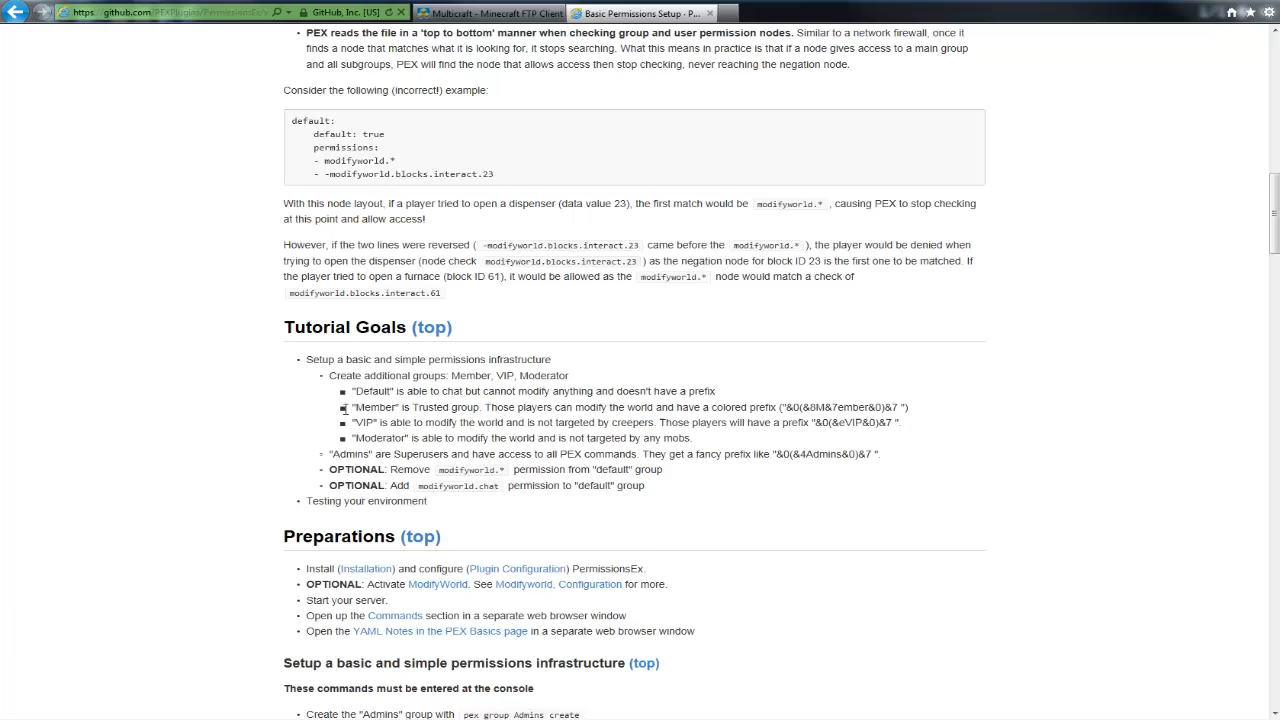 https://github.com/PEXPlugins/PermissionsEx/
GitHub, Inc. [US]
Multicraft - Minecraft FTP Client
Basic Permissions Setup · P...
PEX reads the file in a 'top to bottom' manner when checking group and user permission nodes. Similar to a network firewall, once it
finds a node that matches what it is looking for, it stops searching. What this means in practice is that if a node gives access to a main group
and all subgroups, PEX will find the node that allows access then stop checking, never reaching the negation node.
Consider the following (incorrect!) example:
default:
default: true
permissions:
- modifyworld.*
- -modifyworld.blocks.interact.23
With this node layout, if a player tried to open a dispenser (data value 23), the first match would be modifyworld.* , causing PEX to stop checking
at this point and allow access!
However, if the two lines were reversed ( -modifyworld.blocks.interact.23 came before the modifyworld.* ), the player would be denied when
trying to open the dispenser (node check modifyworld.blocks.interact.23 ) as the negation node for block ID 23 is the first one to be matched. If
the player tried to open a furnace (block ID 61), it would be allowed as the modifyworld.* node would match a check of
modifyworld.blocks.interact.61
Tutorial Goals (top)
Setup a basic and simple permissions infrastructure
Create additional groups: Member, VIP, Moderator
"Default" is able to chat but cannot modify anything and doesn't have a prefix
"Member" is Trusted group. Those players can modify the world and have a colored prefix ("&0(&8M&7ember&0)&7 ")
"VIP" is able to modify the world and is not targeted by creepers. Those players will have a prefix "&0(&eVIP&0)&7 ".
"Moderator" is able to modify the world and is not targeted by any mobs.
"Admins" are Superusers and have access to all PEX commands. They get a fancy prefix like "&0(&4Admins&0)&7 ".
OPTIONAL: Remove modifyworld.* permission from "default" group
OPTIONAL: Add modifyworld.chat permission to "default" group
Testing your environment
Preparations (top)
Install (Installation) and configure (Plugin Configuration) PermissionsEx.
OPTIONAL: Activate ModifyWorld. See Modifyworld, Configuration for more.
Start your server.
Open up the Commands section in a separate web browser window
Open the YAML Notes in the PEX Basics page in a separate web browser window
Setup a basic and simple permissions infrastructure (top)
These commands must be entered at the console
Create the "Admins" group with pex group Admins create